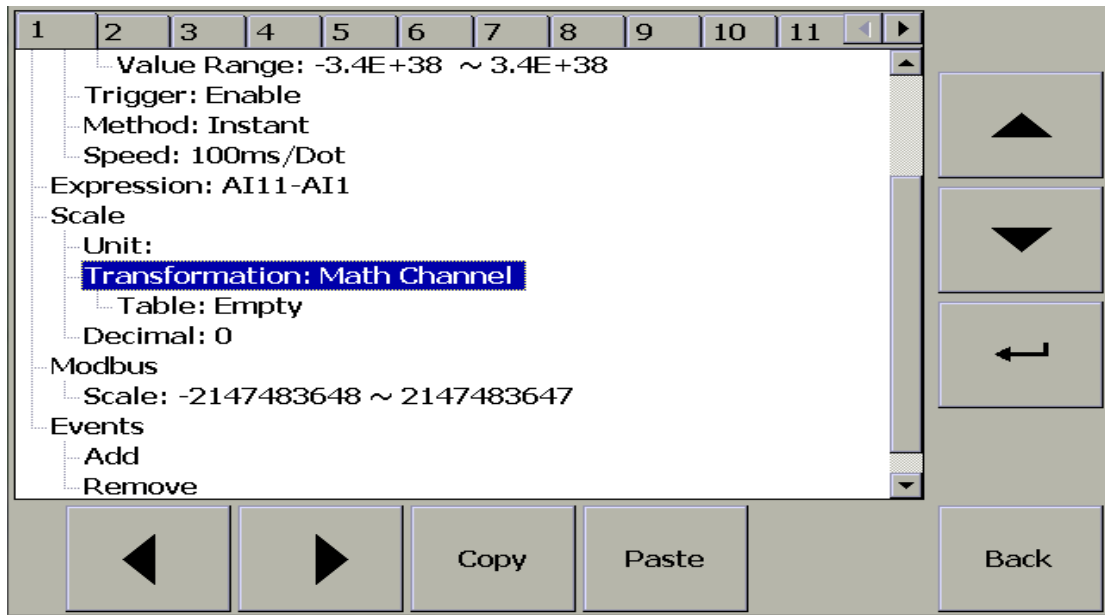 1 2 3 4 5 6 7 8 9 10 11
Value Range: -3.4E+38 ~ 3.4E+38
Trigger: Enable
Method: Instant
Speed: 100ms/Dot
Expression: AI11-AI1
Scale
Unit:
Transformation: Math Channel
Table: Empty
Decimal: 0
Modbus
Scale: -2147483648 ~ 2147483647
Events
Add
Remove
Copy Paste Back